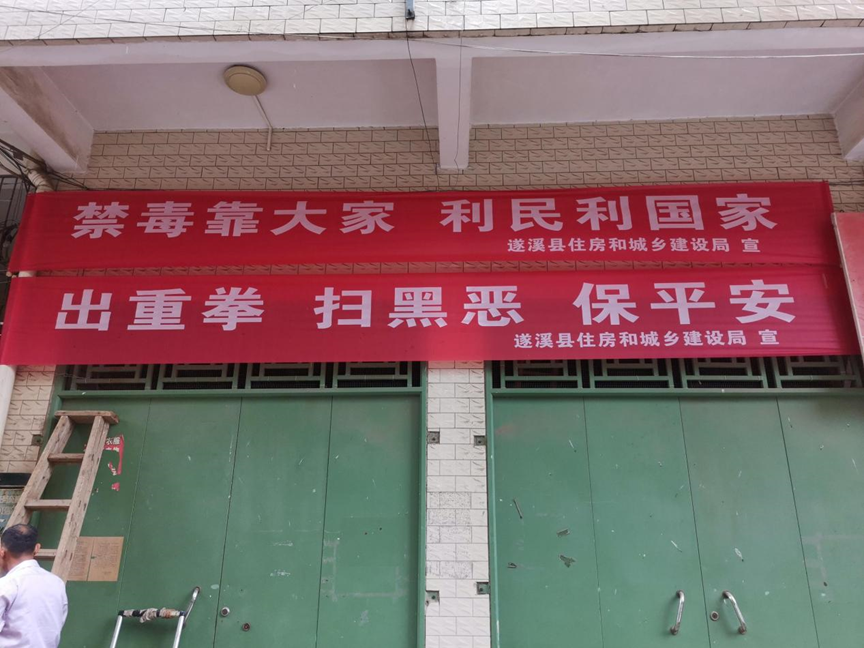 禁毒靠大家 利民利国家
遂溪县住房和城乡建设局 宣
出重拳 扫黑恶 保平安
遂溪县住房和城乡建设局 宣